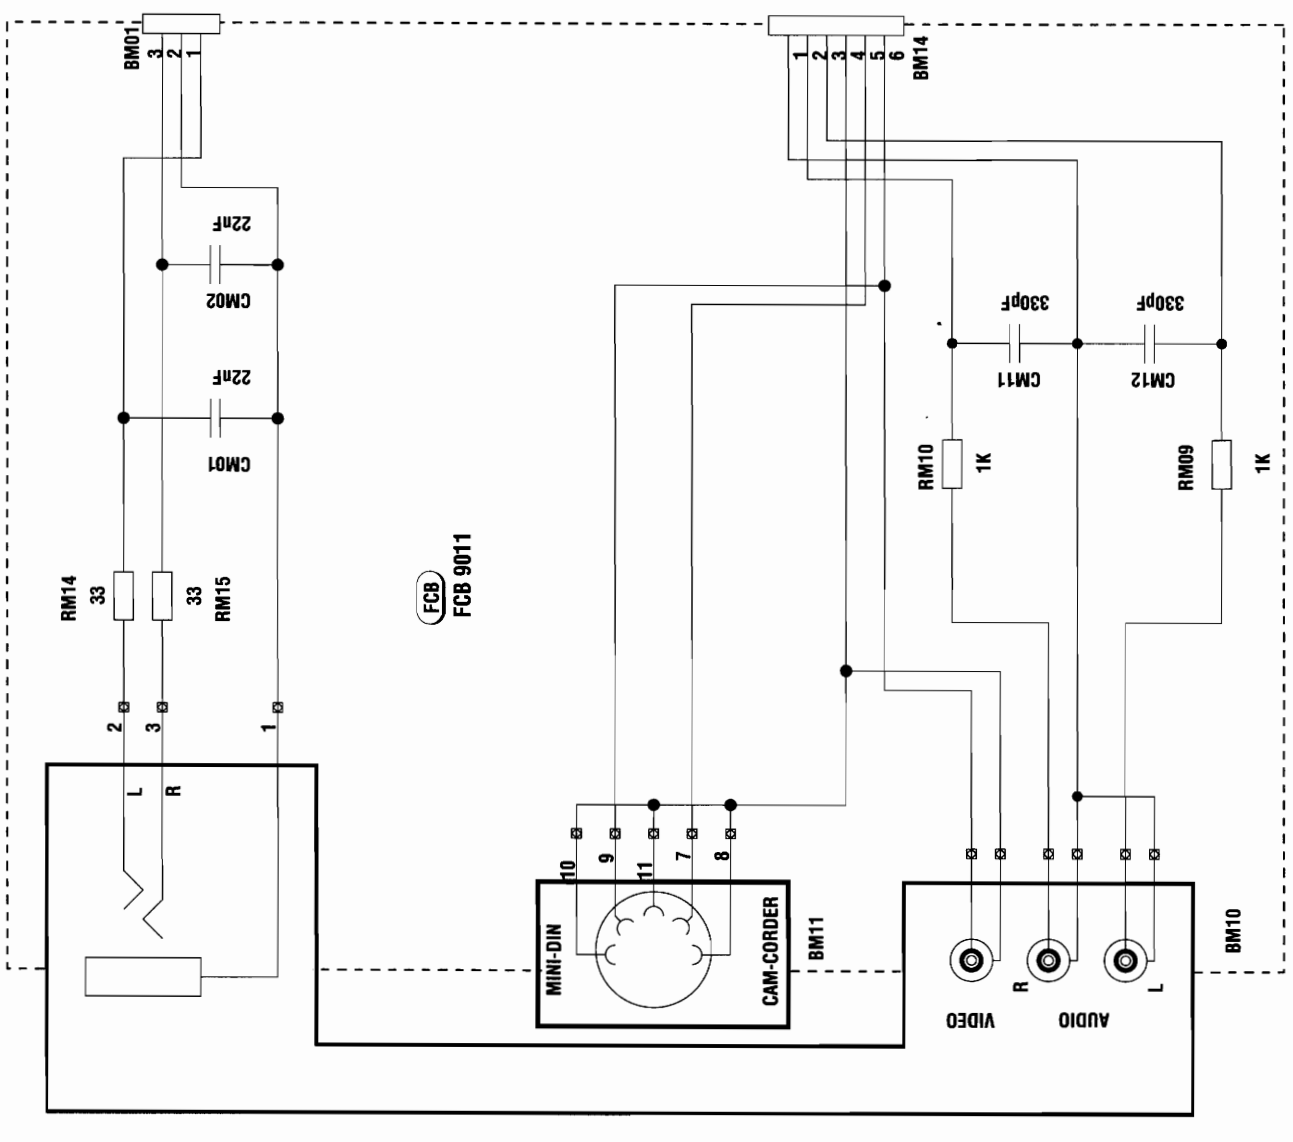 BM01
3
2
1
1
2
3
4
5
6
BM14
22nF
CM02
22nF
CM01
330pF
CM11
330pF
CM12
RM10
1K
RM09
1K
RM14
33
33
RM15
FCB
FCB 9011
2
3
1
L
R
10
9
11
7
8
MINI-DIN
CAM-CORDER
BM11
BM10
R
L
VIDEO
AUDIO